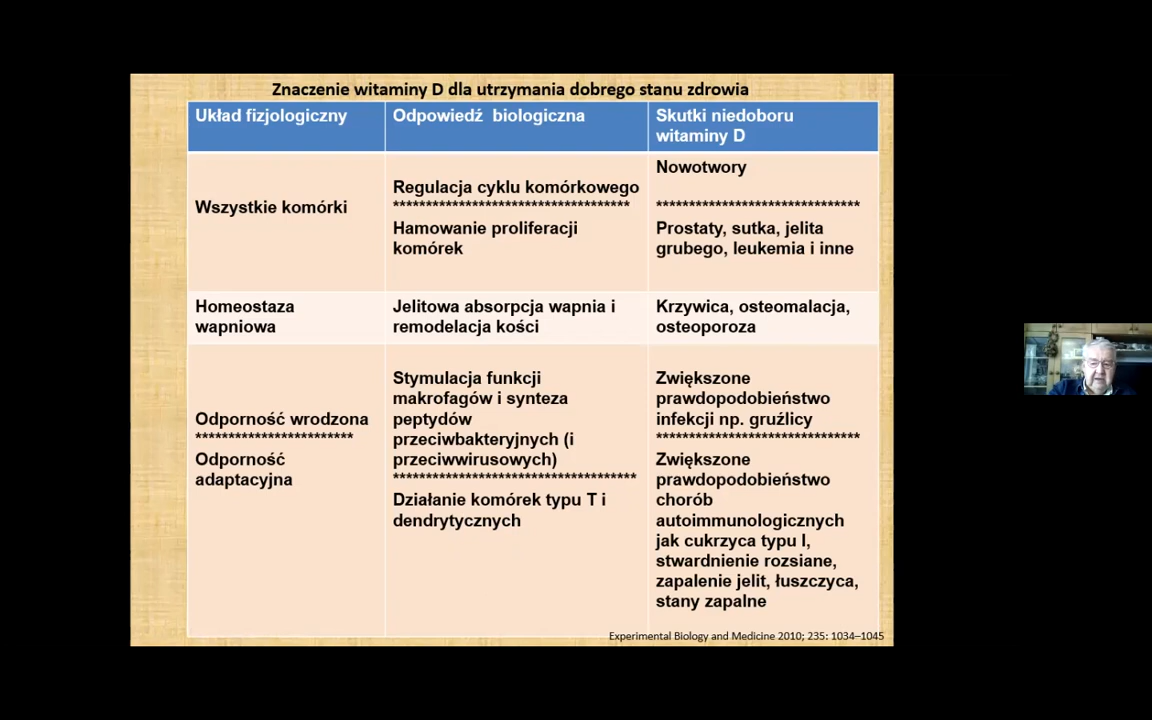 Znaczenie witaminy D dla utrzymania dobrego stanu zdrowia
Układ fizjologiczny
Odpowiedź biologiczna
Skutki niedoboru
witaminy D
Wszystkie komórki
Regulacja cyklu komórkowego
************************************
Hamowanie proliferacji
komórek
Nowotwory
*******************************
Prostaty, sutka, jelita
grubego, leukemia i inne
Homeostaza
wapniowa
Jelitowa absorpcja wapnia i
remodelacja kości
Krzywica, osteomalacja,
osteoporoza
Odporność wrodzona
************************
Odporność
adaptacyjna
Stymulacja funkcji
makrofagów i synteza
peptydów
przeciwbakteryjnych (i
przeciwwirusowych)
*************************************
Działanie komórek typu T i
dendrytycznych
Zwiększone
prawdopodobieństwo
infekcji np. gruźlicy
*******************************
Zwiększone
prawdopodobieństwo
chorób
autoimmunologicznych
jak cukrzyca typu I,
stwardnienie rozsiane,
zapalenie jelit, łuszczyca,
stany zapalne
Experimental Biology and Medicine 2010; 235: 1034–1045